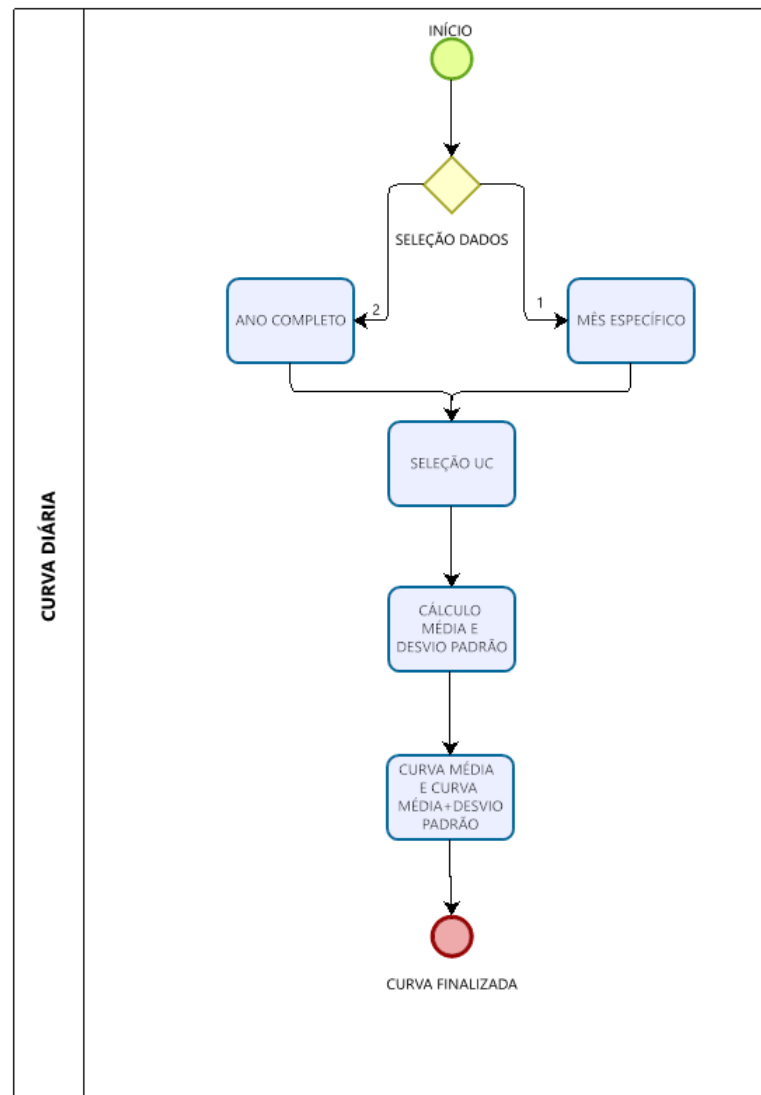 INÍCIO
SELEÇÃO DADOS
2
1
ANO COMPLETO
MÊS ESPECÍFICO
SELEÇÃO UC
CURVA DIÁRIA
CÁLCULO
MÉDIA E
DESVIO PADRÃO
CURVA MÉDIA
E CURVA
MÉDIA+DESVIO
PADRÃO
CURVA FINALIZADA